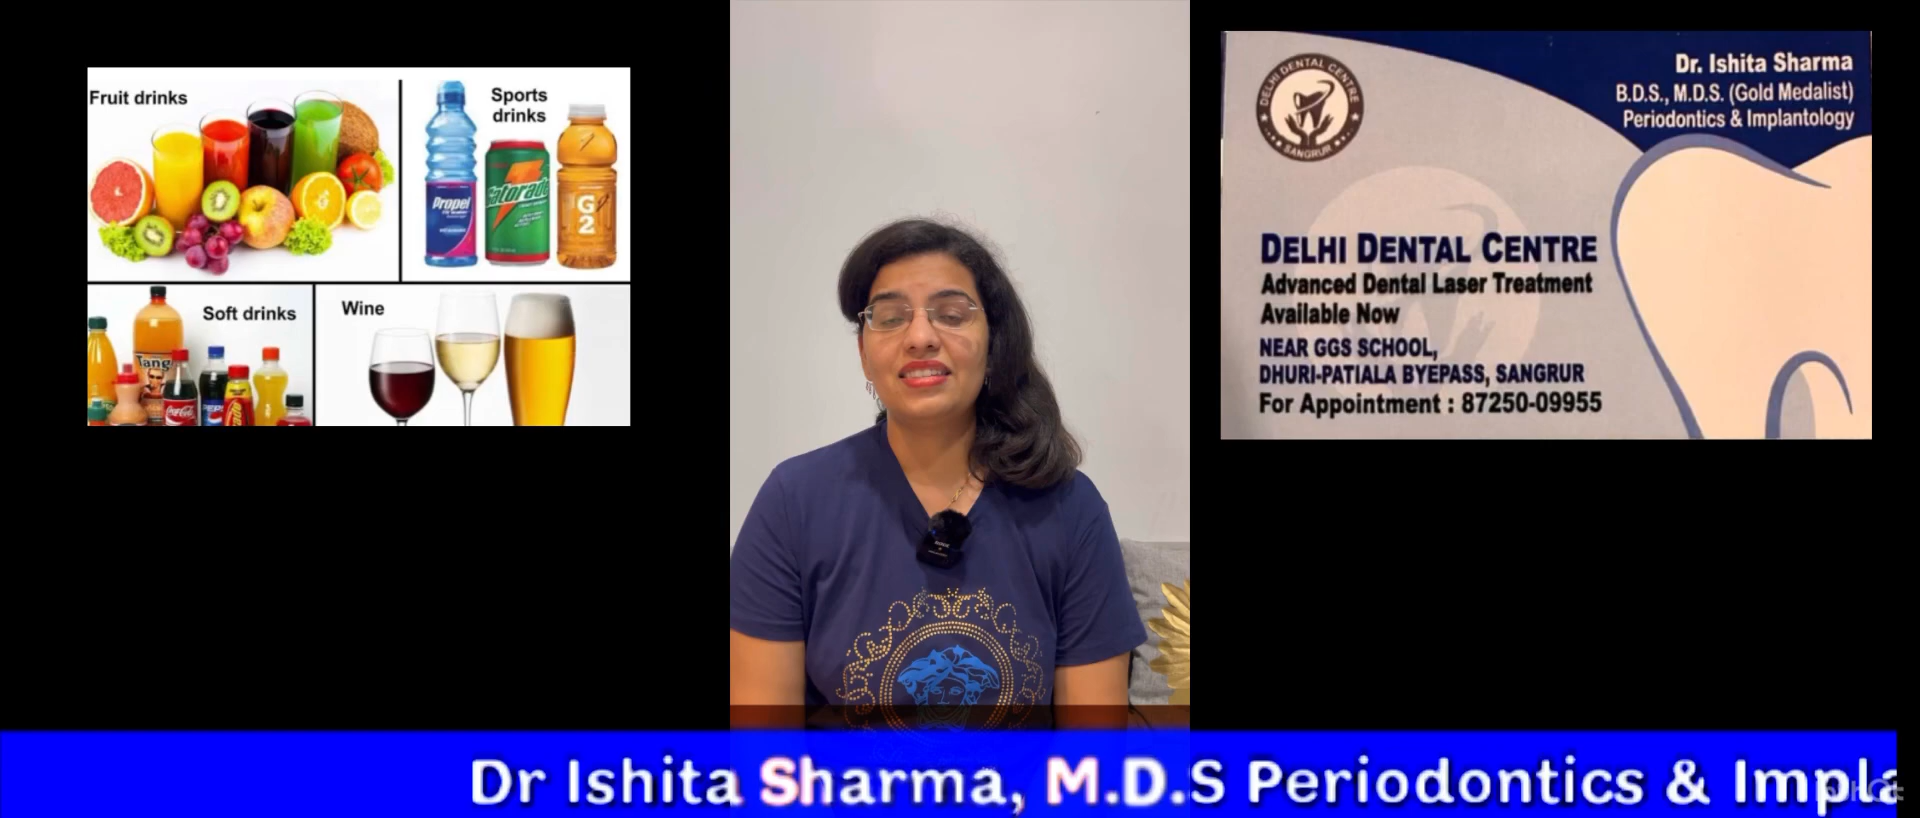 Fruit drinks
Sports
drinks
Propel
Gatorade
G
2
Soft drinks
Tang
Coca-Cola
Wine
DELHI DENTAL CENTRE
SANGRUR
Dr. Ishita Sharma
B.D.S., M.D.S. (Gold Medalist)
Periodontics & Implantology
DELHI DENTAL CENTRE
Advanced Dental Laser Treatment
Available Now
NEAR GGS SCHOOL,
DHURI-PATIALA BYEPASS, SANGRUR
For Appointment : 87250-09955
Dr Ishita Sharma, M.D.S Periodontics & Impla